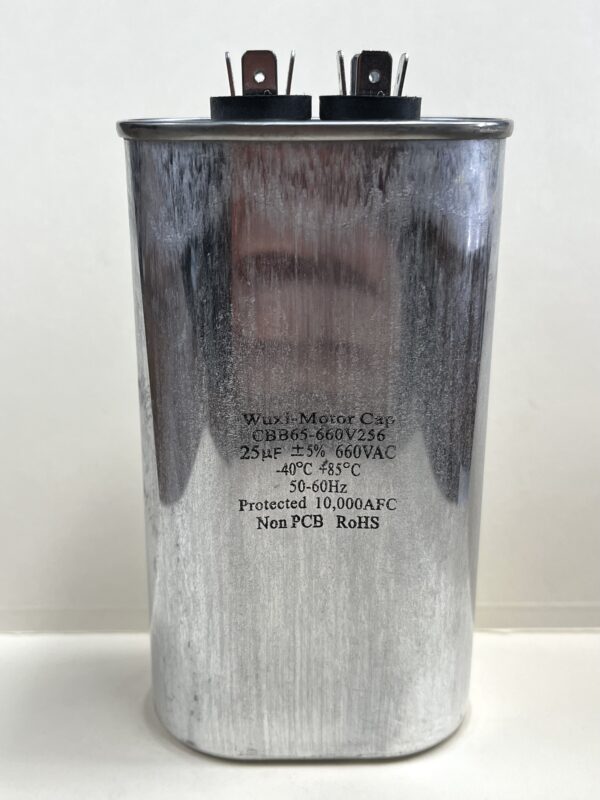 Wuxi-Motor Cap
CBB65-660V256
25µF ±5% 660VAC
-40°C +85°C
50-60Hz
Protected 10,000AFC
Non PCB RoHS